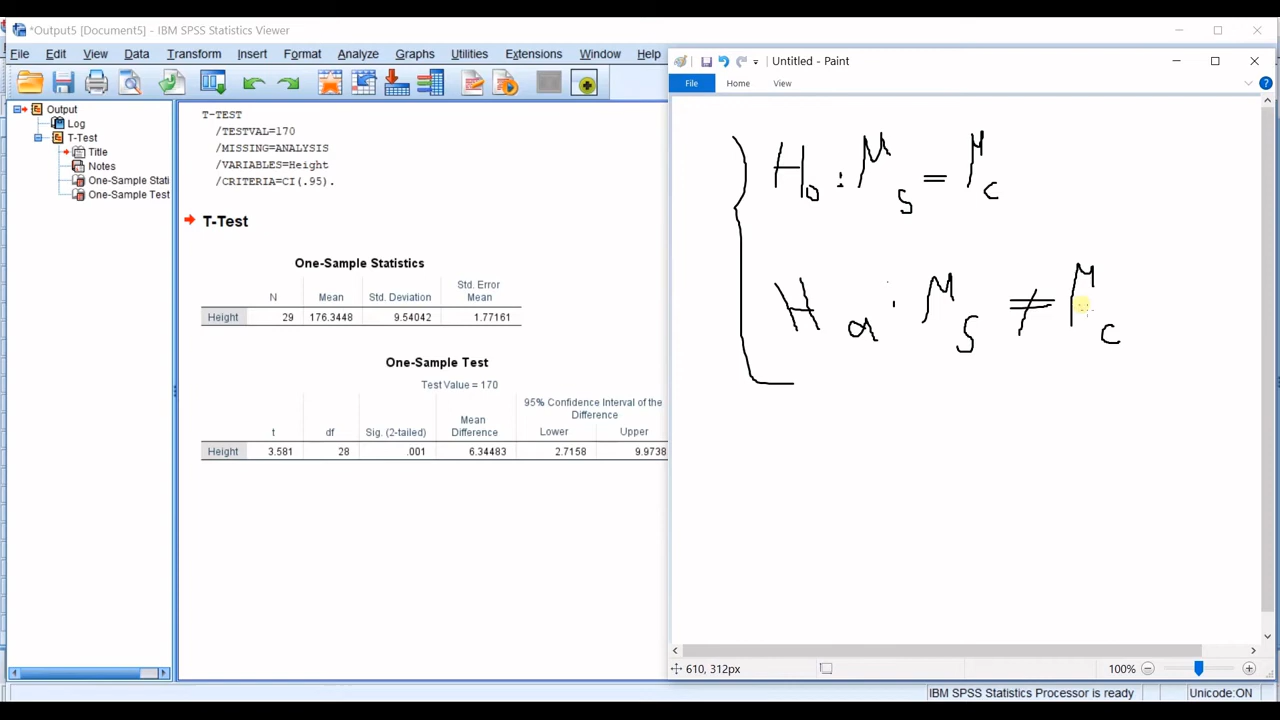 *Output5 [Document5] - IBM SPSS Statistics Viewer
File Edit View Data Transform Insert Format Analyze Graphs Utilities Extensions Window Help
Output
Log
T-Test
Title
Notes
One-Sample Stati
One-Sample Test
T-TEST
/TESTVAL=170
/MISSING=ANALYSIS
/VARIABLES=Height
/CRITERIA=CI(.95).
T-Test
One-Sample Statistics
N Mean Std. Deviation Std. Error Mean
Height 29 176.3448 9.54042 1.77161
One-Sample Test
Test Value = 170
t df Sig. (2-tailed) Mean Difference 95% Confidence Interval of the Difference
Lower Upper
Height 3.581 28 .001 6.34483 2.7158 9.9738
Untitled - Paint
File Home View
H₀ : μ_s = μ_c
Hₐ : μ_s ≠ μ_c
610, 312px 100%
IBM SPSS Statistics Processor is ready Unicode:ON